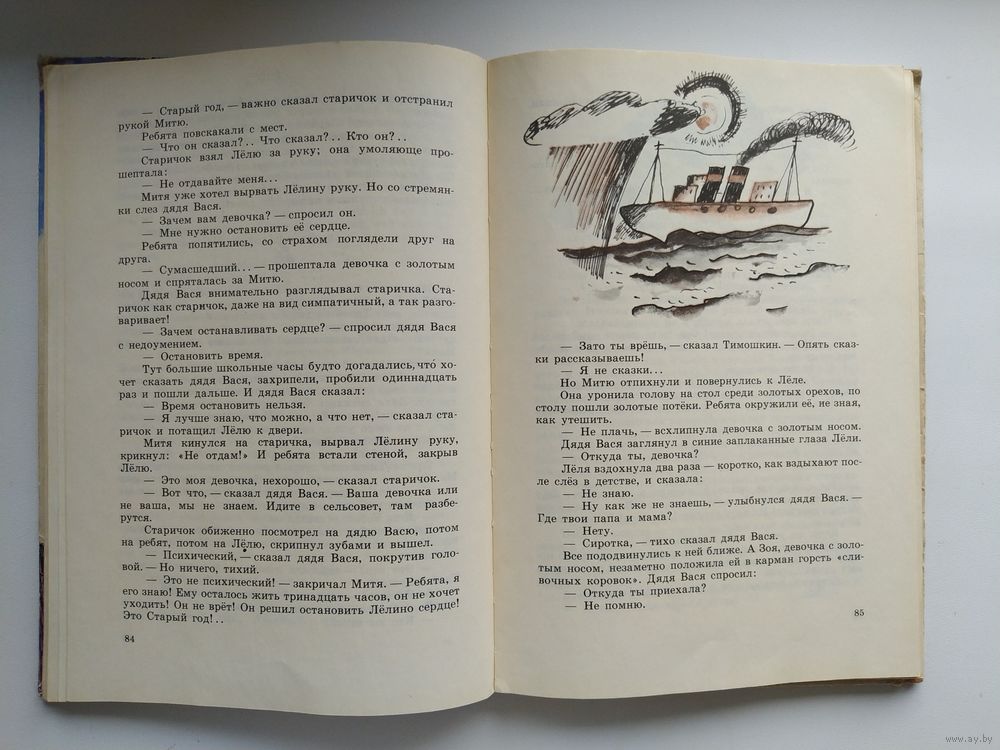 — Старый год, — важно сказал старичок и отстранил
рукой Митю.
Ребята повскакали с мест.
— Что он сказал?.. Что сказал?.. Кто он?..
Старичок взял Лёлю за руку; она умоляюще про-
шептала:
— Не отдавайте меня...
Митя уже хотел вырвать Лёлину руку. Но со стремян-
ки слез дядя Вася.
— Зачем вам девочка? — спросил он.
— Мне нужно остановить её сердце.
Ребята попятились, со страхом поглядели друг на
друга.
— Сумасшедший... — прошептала девочка с золотым
носом и спряталась за Митю.
Дядя Вася внимательно разглядывал старичка. Ста-
ричок как старичок, даже на вид симпатичный, а так разго-
варивает!
— Зачем останавливать сердце? — спросил дядя Вася
с недоумением.
— Остановить время.
Тут большие школьные часы будто догадались, что хо-
чет сказать дядя Вася, захрипели, пробили одиннадцать
раз и пошли дальше. И дядя Вася сказал:
— Время остановить нельзя.
— Я лучше знаю, что можно, а что нет, — сказал ста-
ричок и потащил Лёлю к двери.
Митя кинулся на старичка, вырвал Лёлину руку,
крикнул: «Не отдам!» И ребята встали стеной, закрыв
Лёлю.
— Это моя девочка, нехорошо, — сказал старичок.
— Вот что, — сказал дядя Вася. — Ваша девочка или
не ваша, мы не знаем. Идите в сельсовет, там разбе-
рутся.
Старичок обиженно посмотрел на дядю Васю, потом
на ребят, потом на Лёлю, скрипнул зубами и вышел.
— Психический, — сказал дядя Вася, покрутив голо-
вой. — Но ничего, тихий.
— Это не психический! — закричал Митя. — Ребята, я
его знаю! Ему осталось жить тринадцать часов, он не хочет
уходить! Он не врёт! Он решил остановить Лёлино сердце!
Это Старый год!..
84
— Зато ты врёшь, — сказал Тимошкин. — Опять сказ-
ки рассказываешь!
— Я не сказки...
Но Митю отпихнули и повернулись к Лёле.
Она уронила голову на стол среди золотых орехов, по
столу пошли золотые потёки. Ребята окружили её, не зная,
как утешить.
— Не плачь, — всхлипнула девочка с золотым носом.
Дядя Вася заглянул в синие заплаканные глаза Лёли.
— Откуда ты, девочка?
Лёля вздохнула два раза — коротко, как вздыхают пос-
ле слёз в детстве, и сказала:
— Не знаю.
— Ну как же не знаешь, — улыбнулся дядя Вася. —
Где твои папа и мама?
— Нету.
— Сиротка, — тихо сказал дядя Вася.
Все пододвинулись к ней ближе. А Зоя, девочка с золо-
тым носом, незаметно положила ей в карман горсть «сли-
вочных коровок». Дядя Вася спросил:
— Откуда ты приехала?
— Не помню.
85
www.ay.by